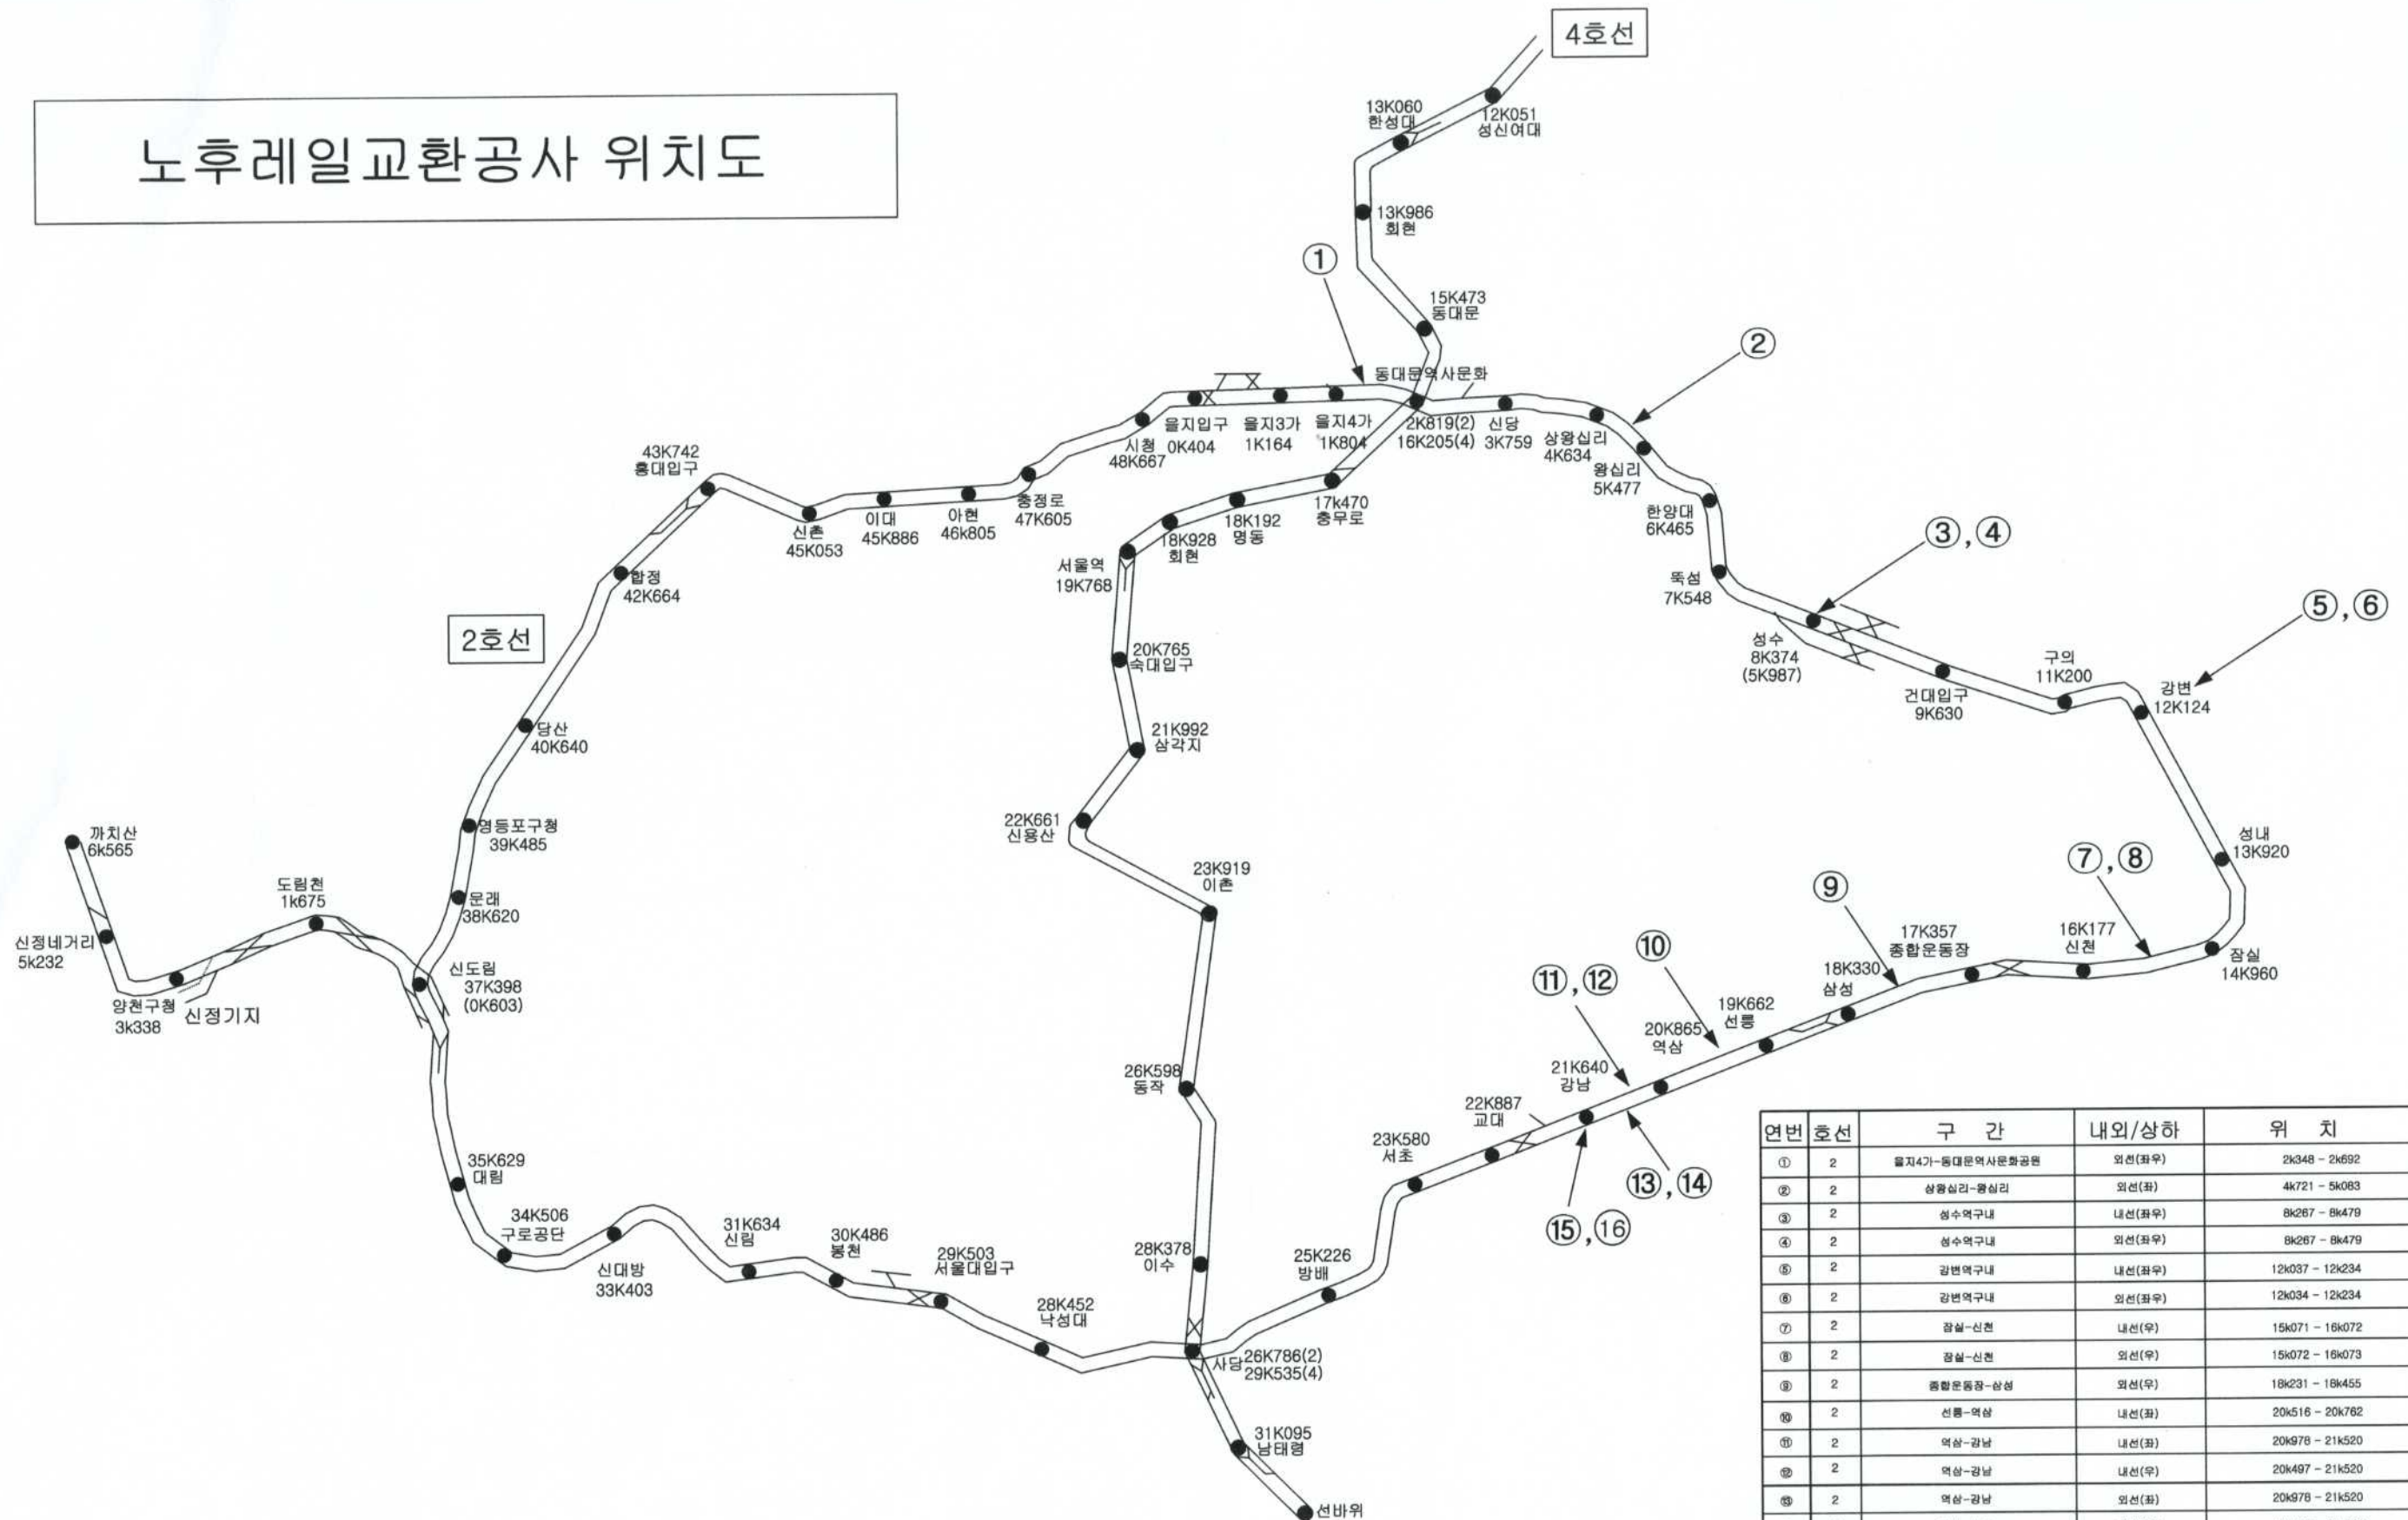 4호선
노후레일교환공사 위치도
13K060
한성대
12K051
성신여대
13K986
회현
①
15K473
동대문
②
동대문역사문화
2K819(2)
16K205(4)
을지입구
0K404
을지3가
1K164
을지4가
1K804
신당
3K759
상왕십리
4K634
왕십리
5K477
시청
48K667
43K742
홍대입구
신촌
45K053
이대
45K886
아현
46k805
충정로
47K605
17k470
충무로
18K192
명동
18K928
회현
서울역
19K768
한양대
6K465
③,④
뚝섬
7K548
⑤,⑥
합정
42K664
2호선
20K765
숙대입구
성수
8K374
(5K987)
건대입구
9K630
구의
11K200
강변
12K124
당산
40K640
21K992
삼각지
22K661
신용산
영등포구청
39K485
까치산
6k565
성내
13K920
⑦,⑧
23K919
이촌
도림천
1k675
문래
38K620
⑨
신정네거리
5k232
17K357
종합운동장
16K177
신천
잠실
14K960
⑩
18K330
삼성
신도림
37K398
(0K603)
양천구청
3k338
신정기지
⑪,⑫
19K662
선릉
20K865
역삼
21K640
강남
26K598
동작
22K887
교대
23K580
서초
⑬,⑭
⑮,⑯
35K629
대림
34K506
구로공단
신대방
33K403
31K634
신림
30K486
봉천
29K503
서울대입구
28K452
낙성대
28K378
이수
25K226
방배
사당
26K786(2)
29K535(4)
31K095
남태령
선바위
연번 호선 구 간 내외/상하 위 치
① 2 을지4가-동대문역사문화공원 외선(좌우) 2k348 - 2k692
② 2 상왕십리-왕십리 외선(좌) 4k721 - 5k083
③ 2 성수역구내 내선(좌우) 8k267 - 8k479
④ 2 성수역구내 외선(좌우) 8k267 - 8k479
⑤ 2 강변역구내 내선(좌우) 12k037 - 12k234
⑥ 2 강변역구내 외선(좌우) 12k034 - 12k234
⑦ 2 잠실-신천 내선(우) 15k071 - 16k072
⑧ 2 잠실-신천 외선(우) 15k072 - 16k073
⑨ 2 종합운동장-삼성 외선(우) 18k231 - 18k455
⑩ 2 선릉-역삼 내선(좌) 20k516 - 20k762
⑪ 2 역삼-강남 내선(좌) 20k978 - 21k520
⑫ 2 역삼-강남 내선(우) 20k497 - 21k520
⑬ 2 역삼-강남 외선(좌) 20k978 - 21k520